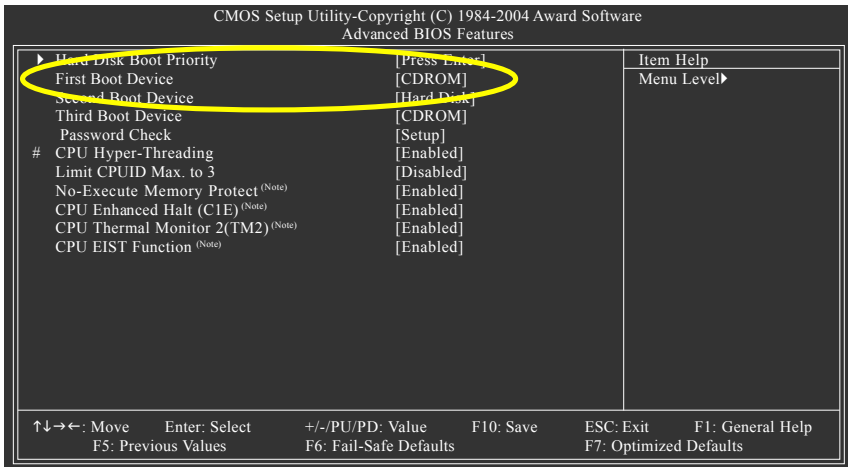 CMOS Setup Utility-Copyright (C) 1984-2004 Award Software
Advanced BIOS Features
Hard Disk Boot Priority [Press Enter] Item Help
First Boot Device [CDROM] Menu Level
Second Boot Device [Hard Disk]
Third Boot Device [CDROM]
Password Check [Setup]
# CPU Hyper-Threading [Enabled]
Limit CPUID Max. to 3 [Disabled]
No-Execute Memory Protect (Note) [Enabled]
CPU Enhanced Halt (C1E) (Note) [Enabled]
CPU Thermal Monitor 2(TM2) (Note) [Enabled]
CPU EIST Function (Note) [Enabled]
↑↓→←: Move Enter: Select +/-/PU/PD: Value F10: Save ESC: Exit F1: General Help
F5: Previous Values F6: Fail-Safe Defaults F7: Optimized Defaults